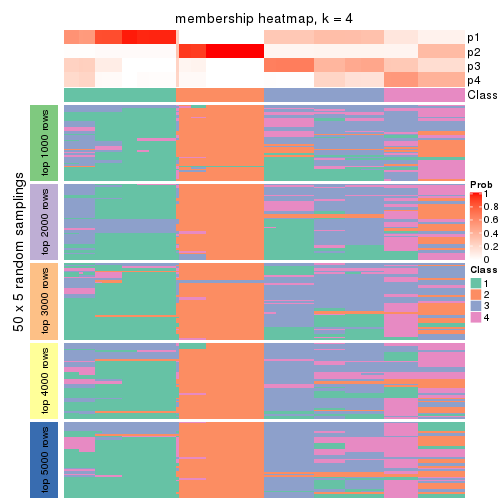 membership heatmap, k = 4
p1
p2
p3
p4
Class
50 x 5 random samplings
top 1000 rows
top 2000 rows
top 3000 rows
top 4000 rows
top 5000 rows
Prob
1
0.8
0.6
0.4
0.2
0
Class
1
2
3
4